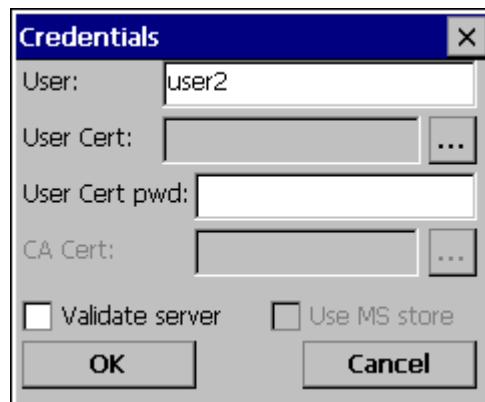 Credentials
User: user2
User Cert: ...
User Cert pwd:
CA Cert: ...
Validate server Use MS store
OK Cancel